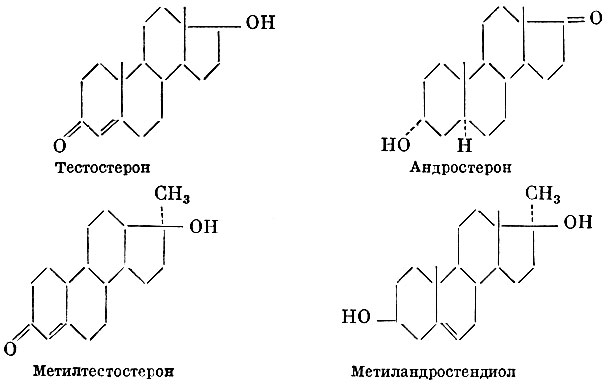 OH
O
Тестостерон
O
HO
H
Андростерон
CH3
OH
O
Метилтестостерон
CH3
OH
HO
Метиландростендиол